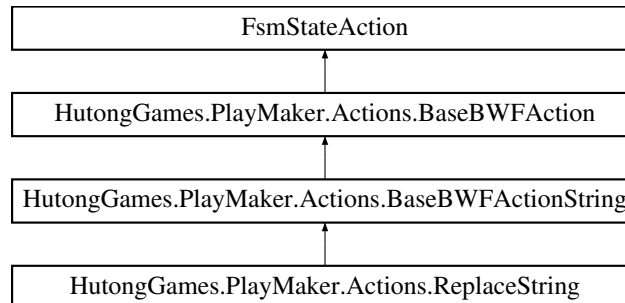 FsmStateAction
HutongGames.PlayMaker.Actions.BaseBWFAction
HutongGames.PlayMaker.Actions.BaseBWFActionString
HutongGames.PlayMaker.Actions.ReplaceString